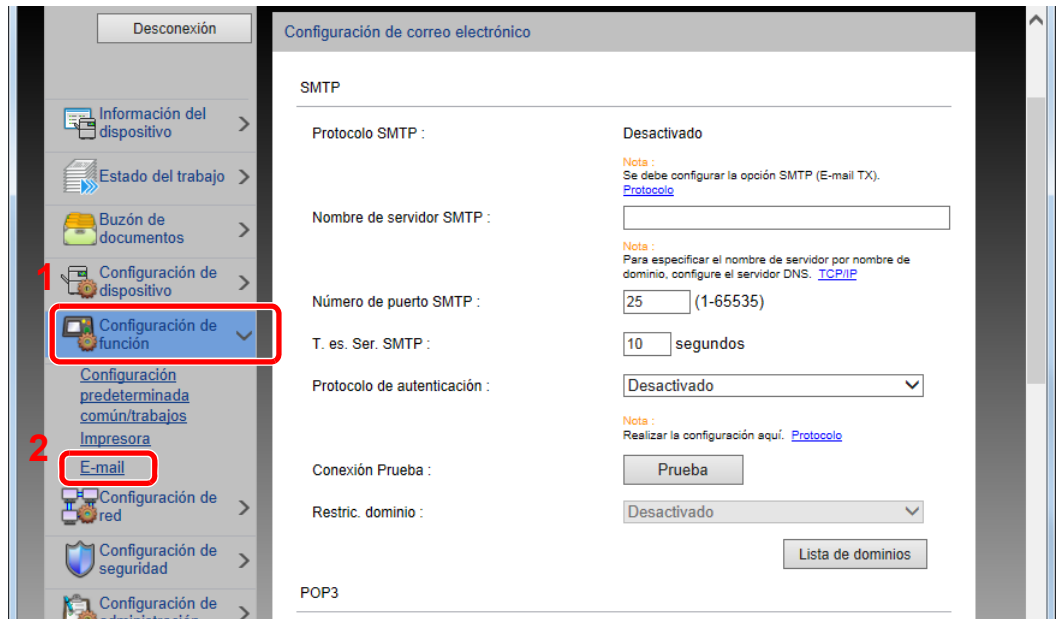 Desconexión
Información del
dispositivo
Estado del trabajo
Buzón de
documentos
1
Configuración de
dispositivo
Configuración de
función
Configuración
predeterminada
común/trabajos
Impresora
2
E-mail
Configuración de
red
Configuración de
seguridad
Configuración de
administración
Configuración de correo electrónico
SMTP
Protocolo SMTP :
Desactivado
Nota :
Se debe configurar la opción SMTP (E-mail TX).
Protocolo
Nombre de servidor SMTP :
Nota :
Para especificar el nombre de servidor por nombre de
dominio, configure el servidor DNS. TCP/IP
Número de puerto SMTP :
25 (1-65535)
T. es. Ser. SMTP :
10 segundos
Protocolo de autenticación :
Desactivado
Nota :
Realizar la configuración aquí. Protocolo
Conexión Prueba :
Prueba
Restric. dominio :
Desactivado
Lista de dominios
POP3